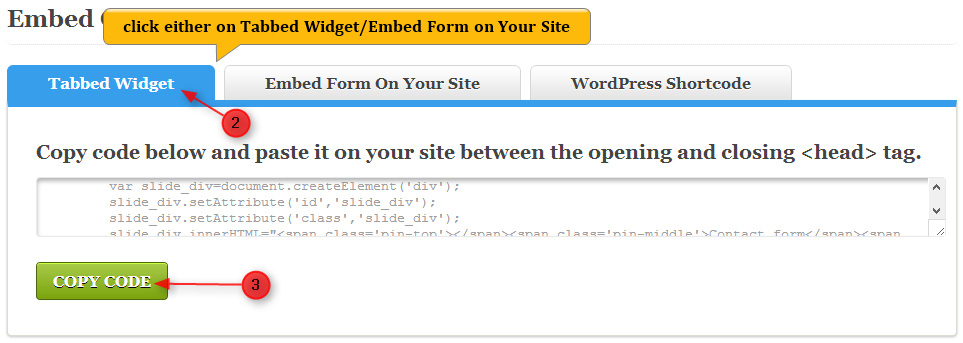 Embed
click either on Tabbed Widget/Embed Form on Your Site
Tabbed Widget
Embed Form On Your Site
WordPress Shortcode
2
Copy code below and paste it on your site between the opening and closing <head> tag.
var slide_div=document.createElement('div');
slide_div.setAttribute('id','slide_div');
slide_div.setAttribute('class','slide_div');
slide_div.innerHTML="<span class='pin-top'></span><span class='pin-middle'>Contact form</span><span
COPY CODE
3